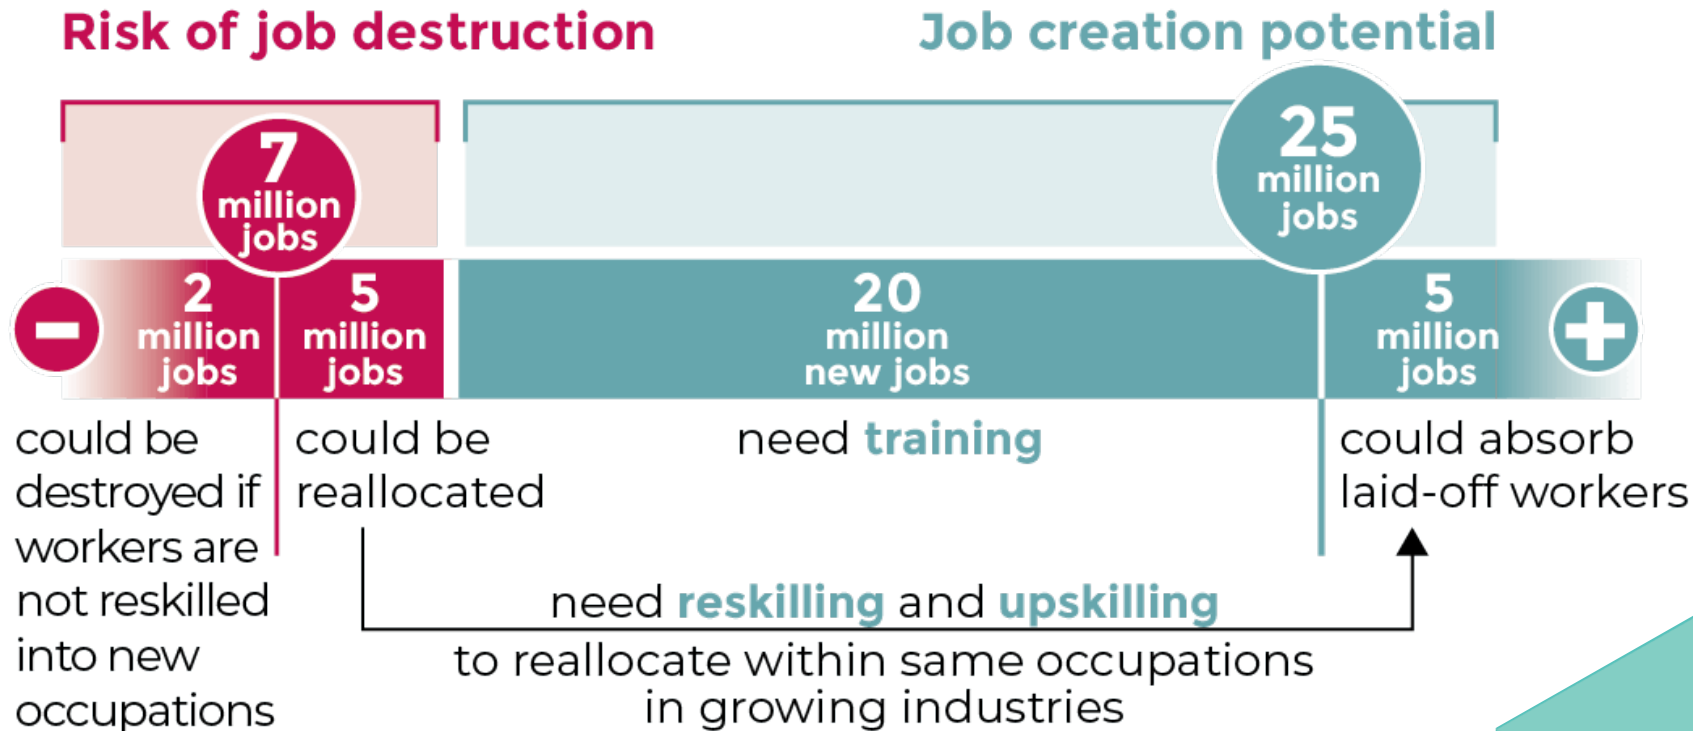 Risk of job destruction
Job creation potential
7
million
jobs
25
million
jobs
2
million
jobs
5
million
jobs
20
million
new jobs
5
million
jobs
could be
destroyed if
workers are
not reskilled
into new
occupations
could be
reallocated
need training
could absorb
laid-off workers
need reskilling and upskilling
to reallocate within same occupations
in growing industries